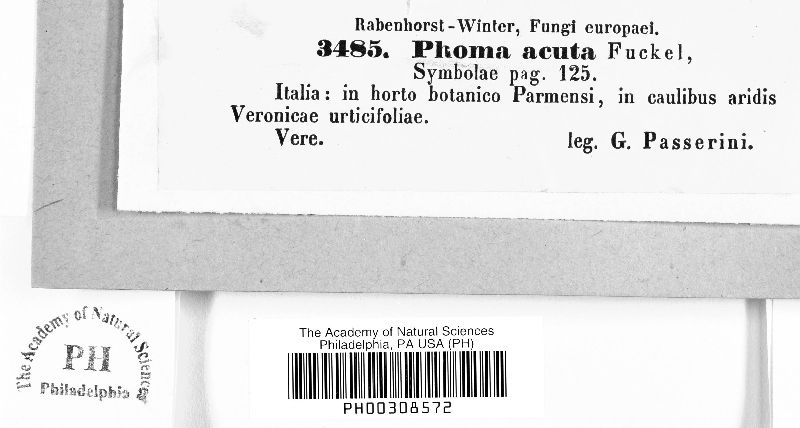 Rabenhorst-Winter, Fungi europaei.
3485. Phoma acuta Fuckel,
Symbolae pag. 125.
Italia: in horto botanico Parmensi, in caulibus aridis
Veronicae urticifoliae.
Vere. leg. G. Passerini.
The Academy of Natural Sciences
PH
Philadelphia
The Academy of Natural Sciences
Philadelphia, PA USA (PH)
PH00308572